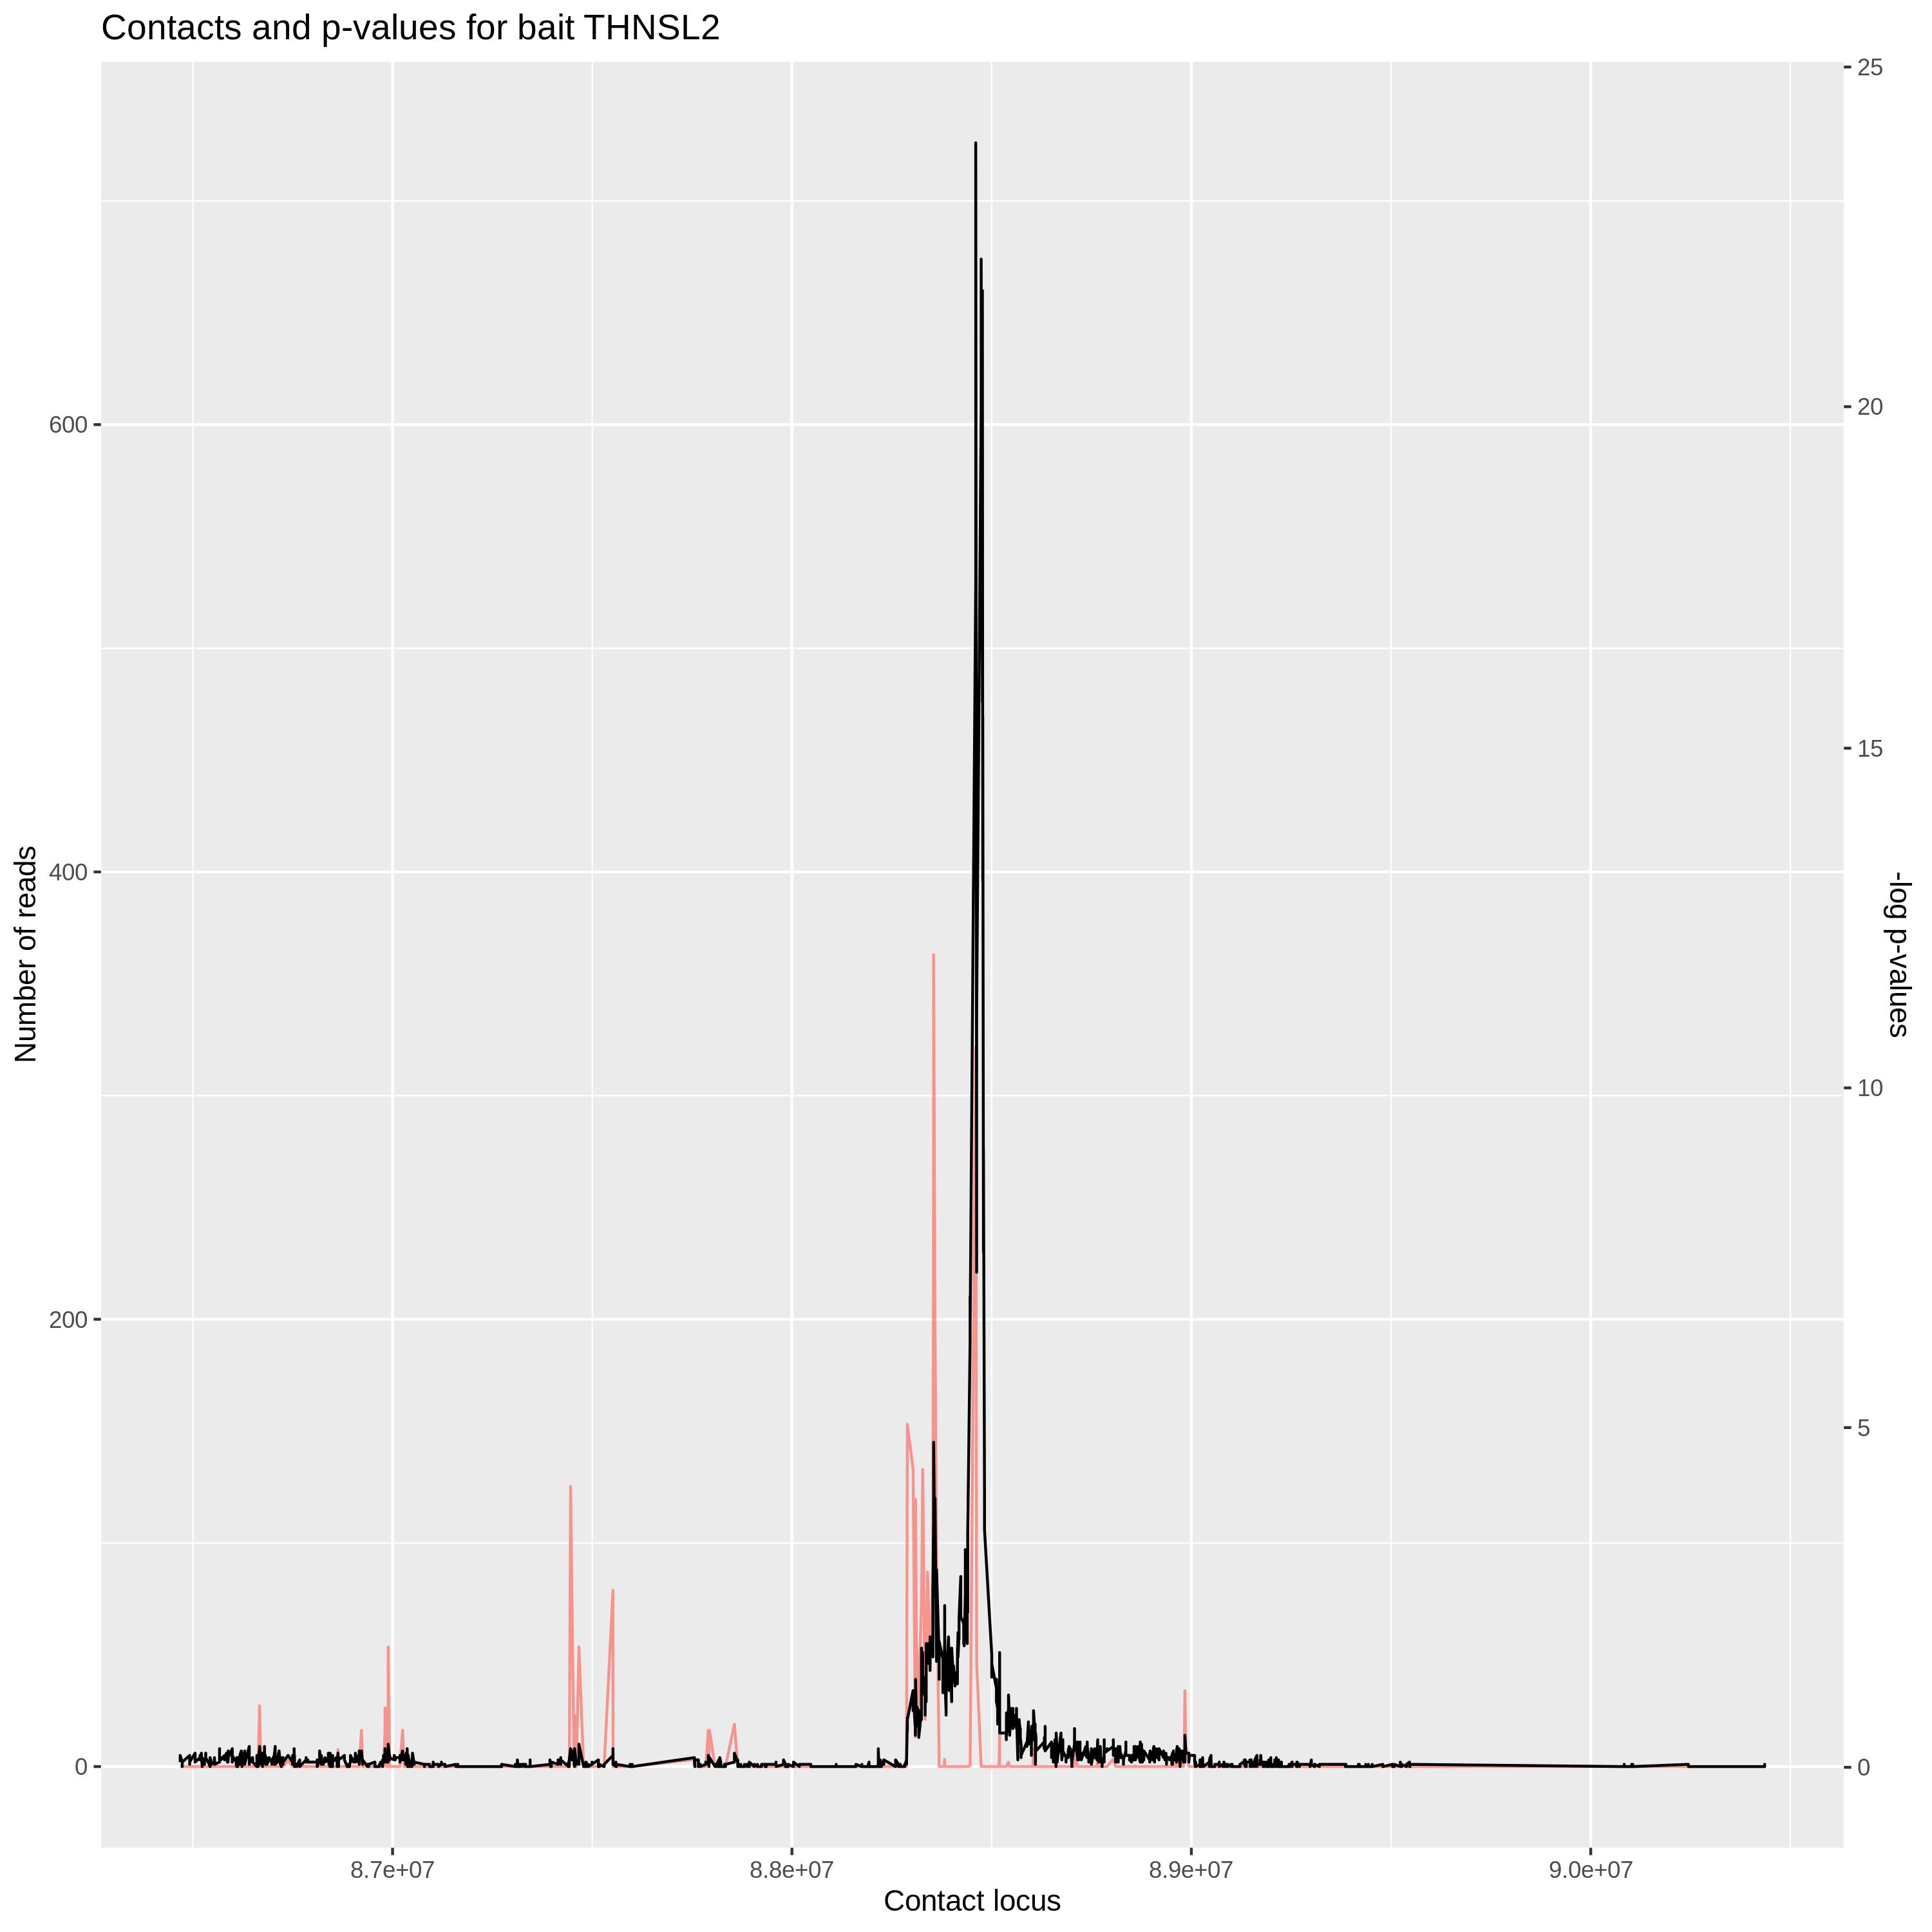 Contacts and p-values for bait THNSL2
25
20
15
10
5
0
-log p-values
600
400
200
0
Number of reads
8.7e+07 8.8e+07 8.9e+07 9.0e+07
Contact locus